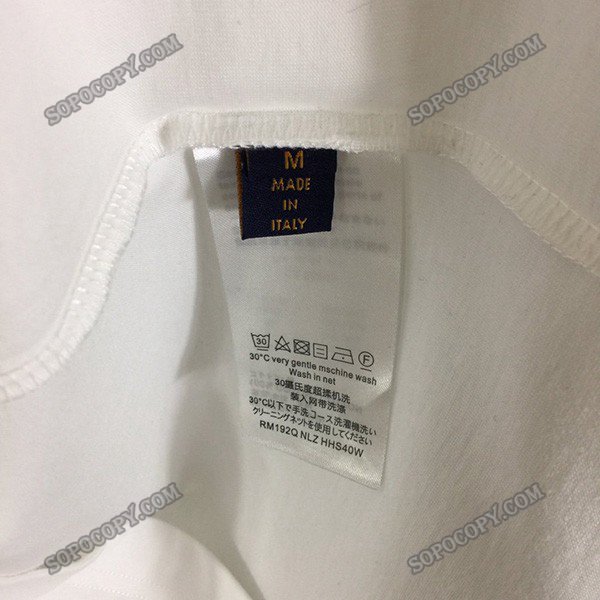 SOPOCOPY.COM
SOPOCOPY.COM
M
MADE
IN
ITALY
30
F
30°C very gentle mschine wash
Wash in net
30攝氏度超揉机洗
装入网带洗涤
30°C以下で手洗コース洗濯機洗い
クリーニングネットを使用してください
RM192Q NLZ HHS40W
SOPOCOPY.COM
SOPOCOPY.COM